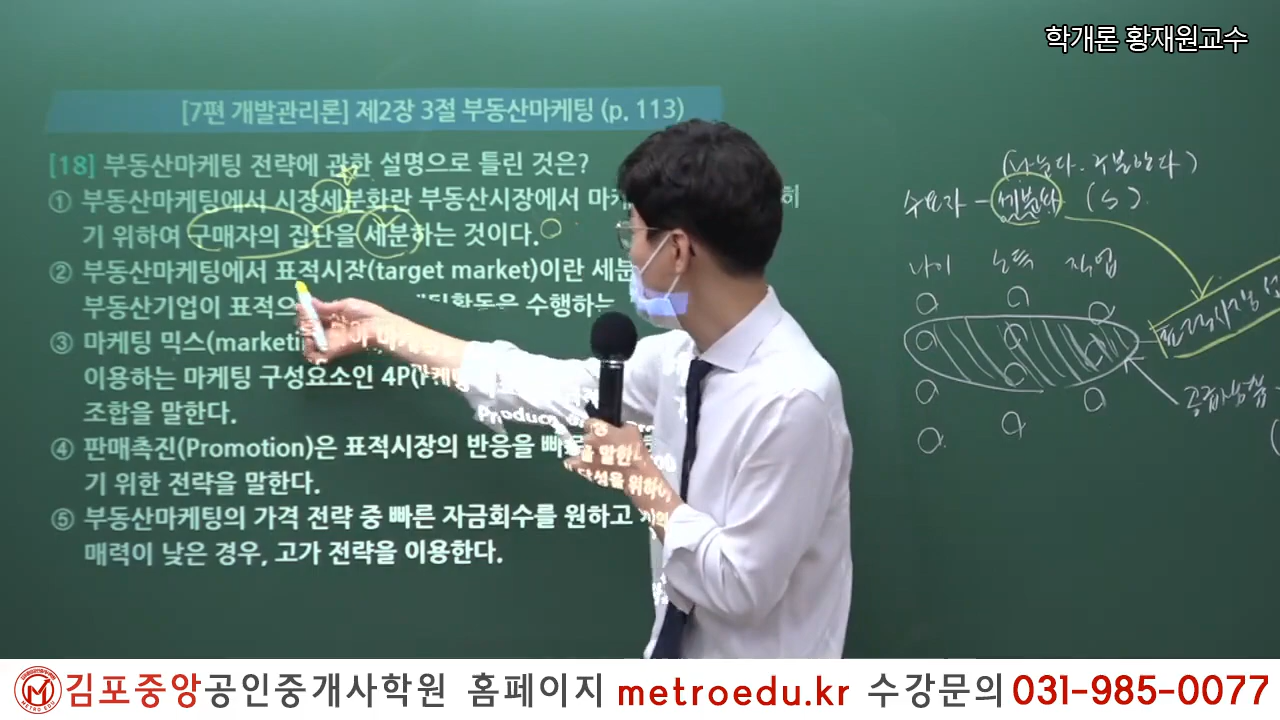 학개론 황재원교수
[7편 개발관리론] 제2장 3절 부동산마케팅 (p. 113)
[18] 부동산마케팅 전략에 관한 설명으로 틀린 것은?
① 부동산마케팅에서 시장세분화란 부동산시장에서 마케 히
기 위하여 구매자의 집단을 세분하는 것이다.
② 부동산마케팅에서 표적시장(target market)이란 세분
부동산기업이 표적으 수행하는
③ 마케팅 믹스(marketi
이용하는 마케팅 구성요소인 4P(
조합을 말한다.
④ 판매촉진(Promotion)은 표적시장의 반응을 빠
기 위한 전략을 말한다.
⑤ 부동산마케팅의 가격 전략 중 빠른 자금회수를 원하고
매력이 낮은 경우, 고가 전략을 이용한다.
(나눈다. 구분한다)
수요자 - 세분화 (S).
나이 소득 직업
김포중앙공인중개사학원 홈페이지 metroedu.kr 수강문의 031-985-0077